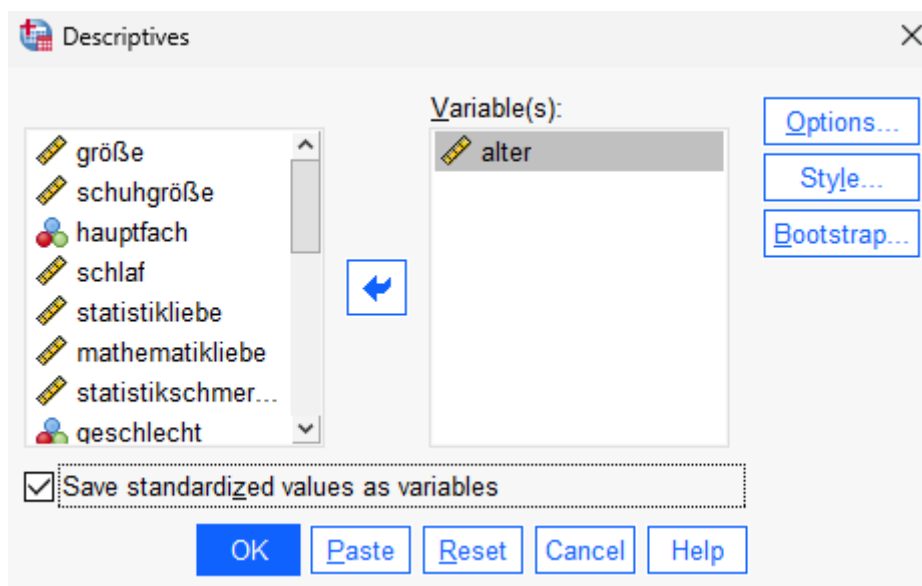 Descriptives
Variable(s):
größe
schuhgröße
hauptfach
schlaf
statistikliebe
mathematikliebe
statistikschmer...
geschlecht
alter
Options...
Style...
Bootstrap...
Save standardized values as variables
OK Paste Reset Cancel Help